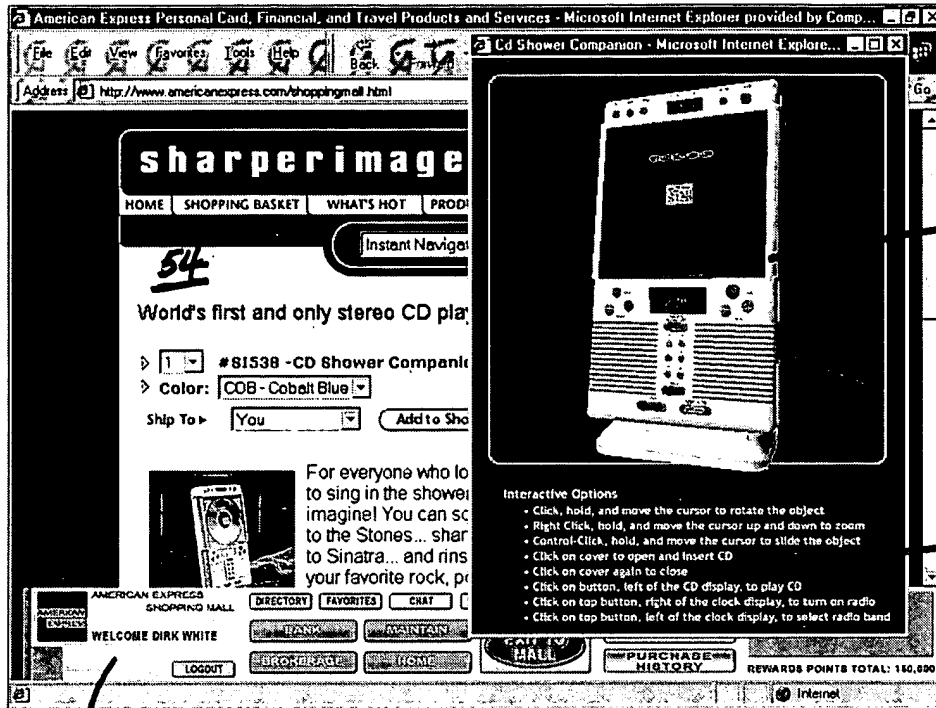 American Express Personal Card, Financial, and Travel Products and Services - Microsoft Internet Explorer provided by Comp...
File Edit View Favorites Tools Help Back
Address http://www.americanexpress.com/shoppingmall.html Go
Cd Shower Companion - Microsoft Internet Explore...
sharperimage
HOME SHOPPING BASKET WHAT'S HOT PROD
Instant Navigat
54
World's first and only stereo CD play
1 #SI538 -CD Shower Companio
Color: COB - Cobalt Blue
Ship To You Add to Sho
For everyone who lo
to sing in the shower
imagine! You can so
to the Stones... shar
to Sinatra... and rins
your favorite rock, po
Interactive Options
• Click, hold, and move the cursor to rotate the object
• Right Click, hold, and move the cursor up and down to zoom
• Control-Click, hold, and move the cursor to slide the object
• Click on cover to open and insert CD
• Click on cover again to close
• Click on button, left of the CD display, to play CD
• Click on top button, right of the clock display, to turn on radio
• Click on top button, left of the clock display, to select radio band
AMERICAN EXPRESS
AMERICAN EXPRESS
SHOPPING MALL
DIRECTORY FAVORITES CHAT
WELCOME DIRK WHITE
BANK MAINTAIN
LOGOUT
BROKERAGE HOME
MALL
PURCHASE
HISTORY
REWARDS POINTS TOTAL: 150,000
Internet